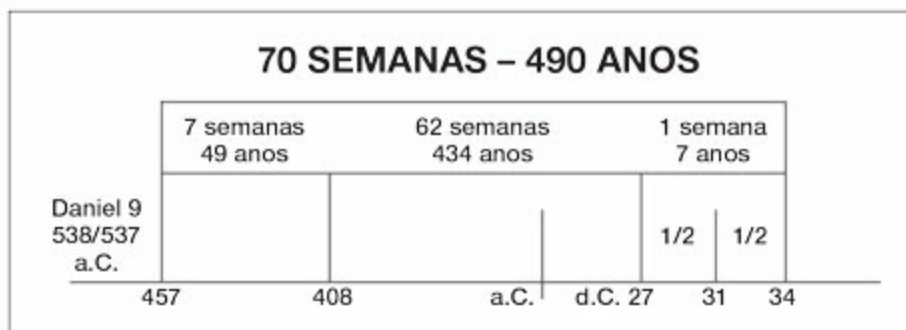 70 SEMANAS – 490 ANOS
7 semanas
49 anos
62 semanas
434 anos
1 semana
7 anos
Daniel 9
538/537
a.C.
1/2
1/2
457
408
a.C.
d.C. 27
31
34